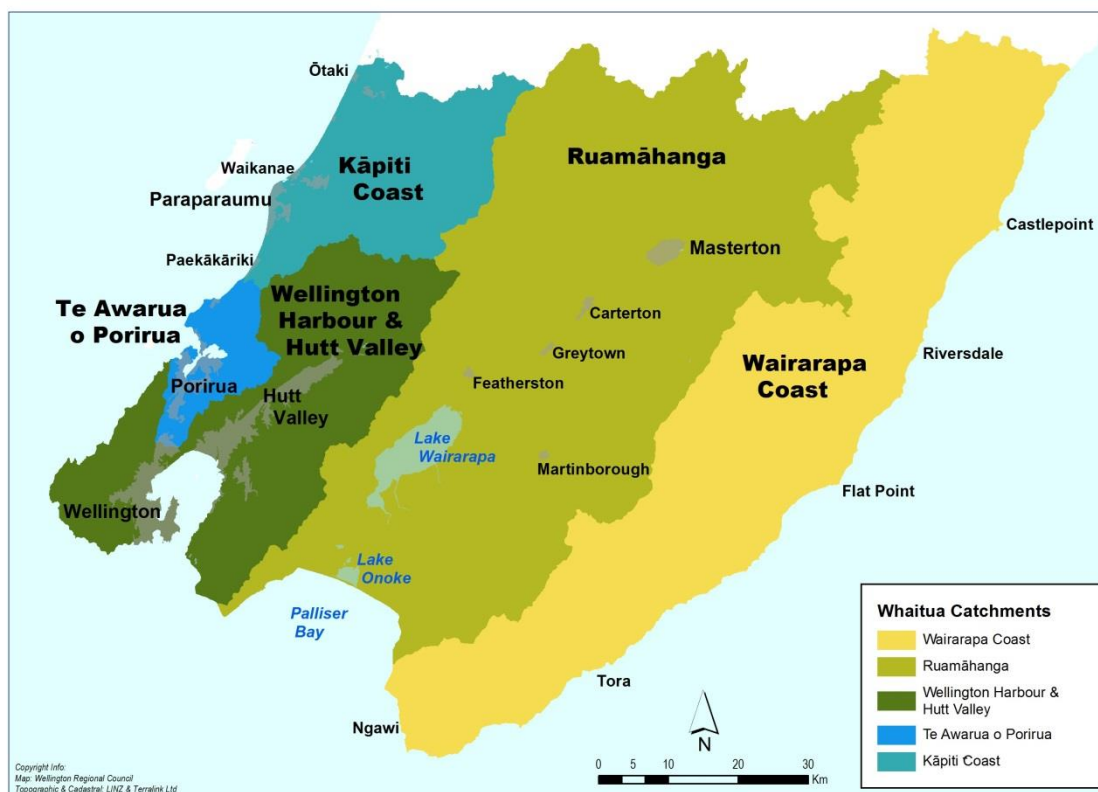 Ōtaki
Waikanae
Paraparaumu
Kāpiti
Coast
Ruamāhanga
Castlepoint
Masterton
Paekākāriki
Te Awarua
o Porirua
Wellington
Harbour &
Hutt Valley
Carterton
Greytown
Riversdale
Featherston
Wairarapa
Coast
Porirua
Hutt
Valley
Lake
Wairarapa
Martinborough
Flat Point
Wellington
Lake
Onoke
Palliser
Bay
Tora
Ngawi
N
0 5 10 20 30
Km
Whaitua Catchments
Wairarapa Coast
Ruamāhanga
Wellington Harbour &
Hutt Valley
Te Awarua o Porirua
Kāpiti Coast
Copyright Info:
Map: Wellington Regional Council
Topographic & Cadastral: LINZ & Terralink Ltd